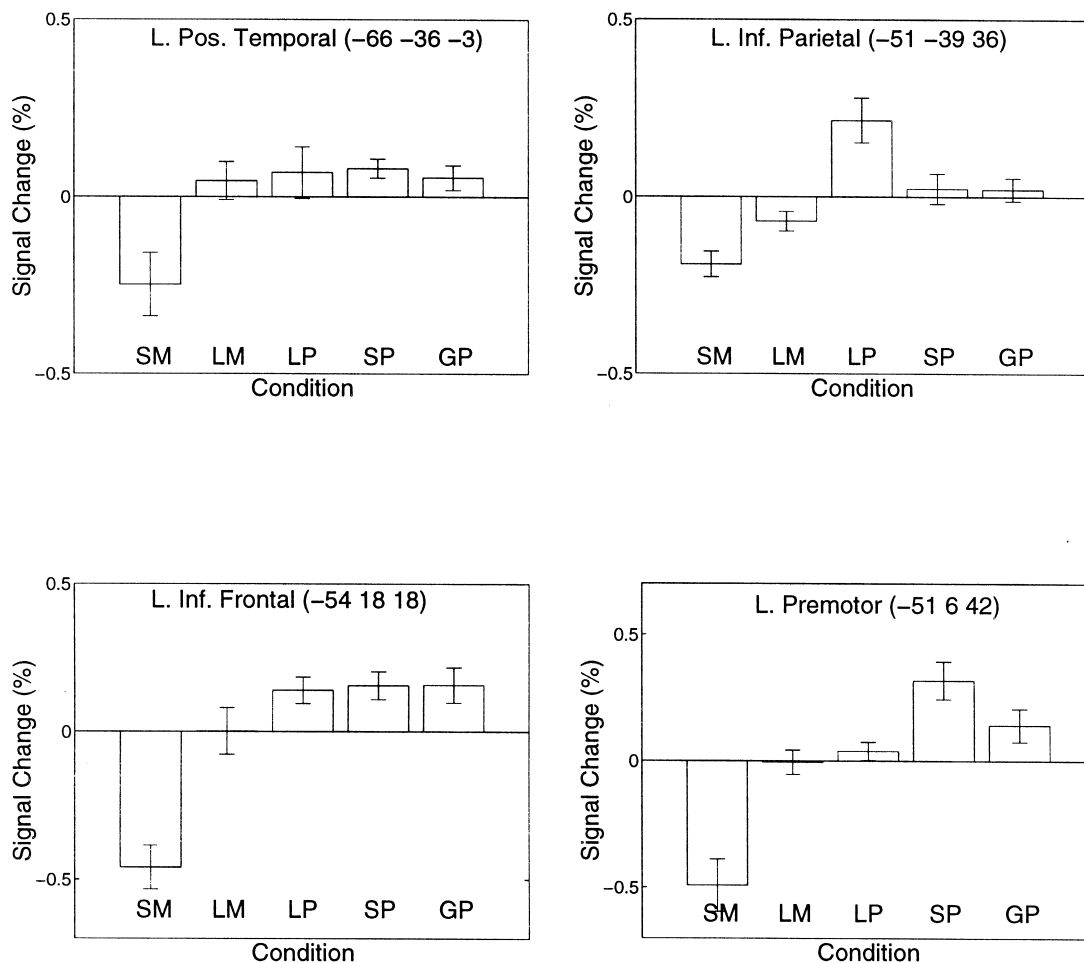 0.5
L. Pos. Temporal (−66 −36 −3)
Signal Change (%)
0
SM LM LP SP GP
−0.5
Condition
0.5
L. Inf. Parietal (−51 −39 36)
Signal Change (%)
0
SM LM LP SP GP
−0.5
Condition
0.5
L. Inf. Frontal (−54 18 18)
Signal Change (%)
0
−0.5
SM LM LP SP GP
Condition
L. Premotor (−51 6 42)
0.5
Signal Change (%)
0
−0.5
SM LM LP SP GP
Condition